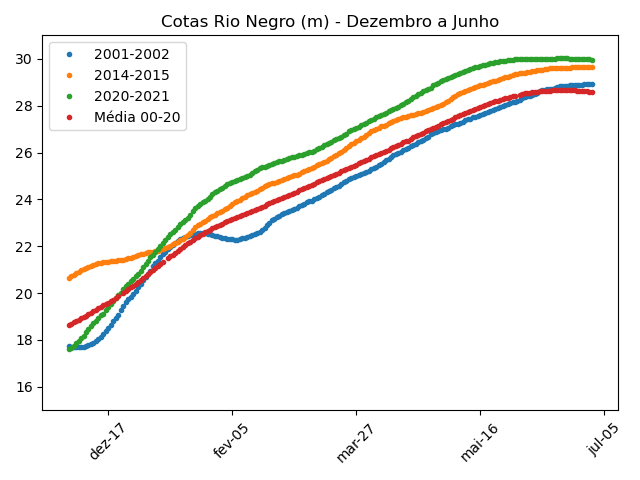 Cotas Rio Negro (m) - Dezembro a Junho
2001-2002
2014-2015
2020-2021
Média 00-20
30
28
26
24
22
20
18
16
dez-17
fev-05
mar-27
mai-16
jul-05